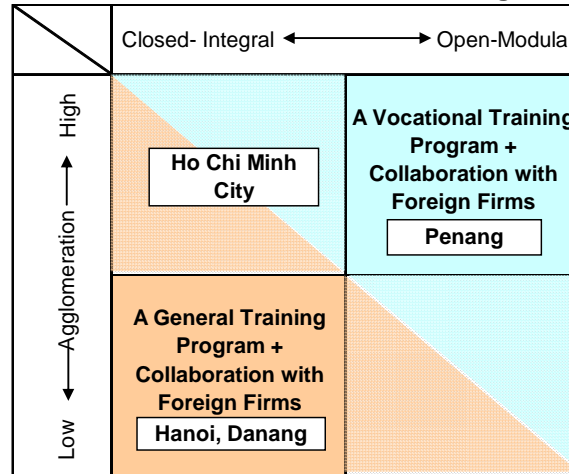 Closed- Integral Open-Modula
High
Agglomeration
Low
Ho Chi Minh
City
A Vocational Training
Program +
Collaboration with
Foreign Firms
Penang
A General Training
Program +
Collaboration with
Foreign Firms
Hanoi, Danang